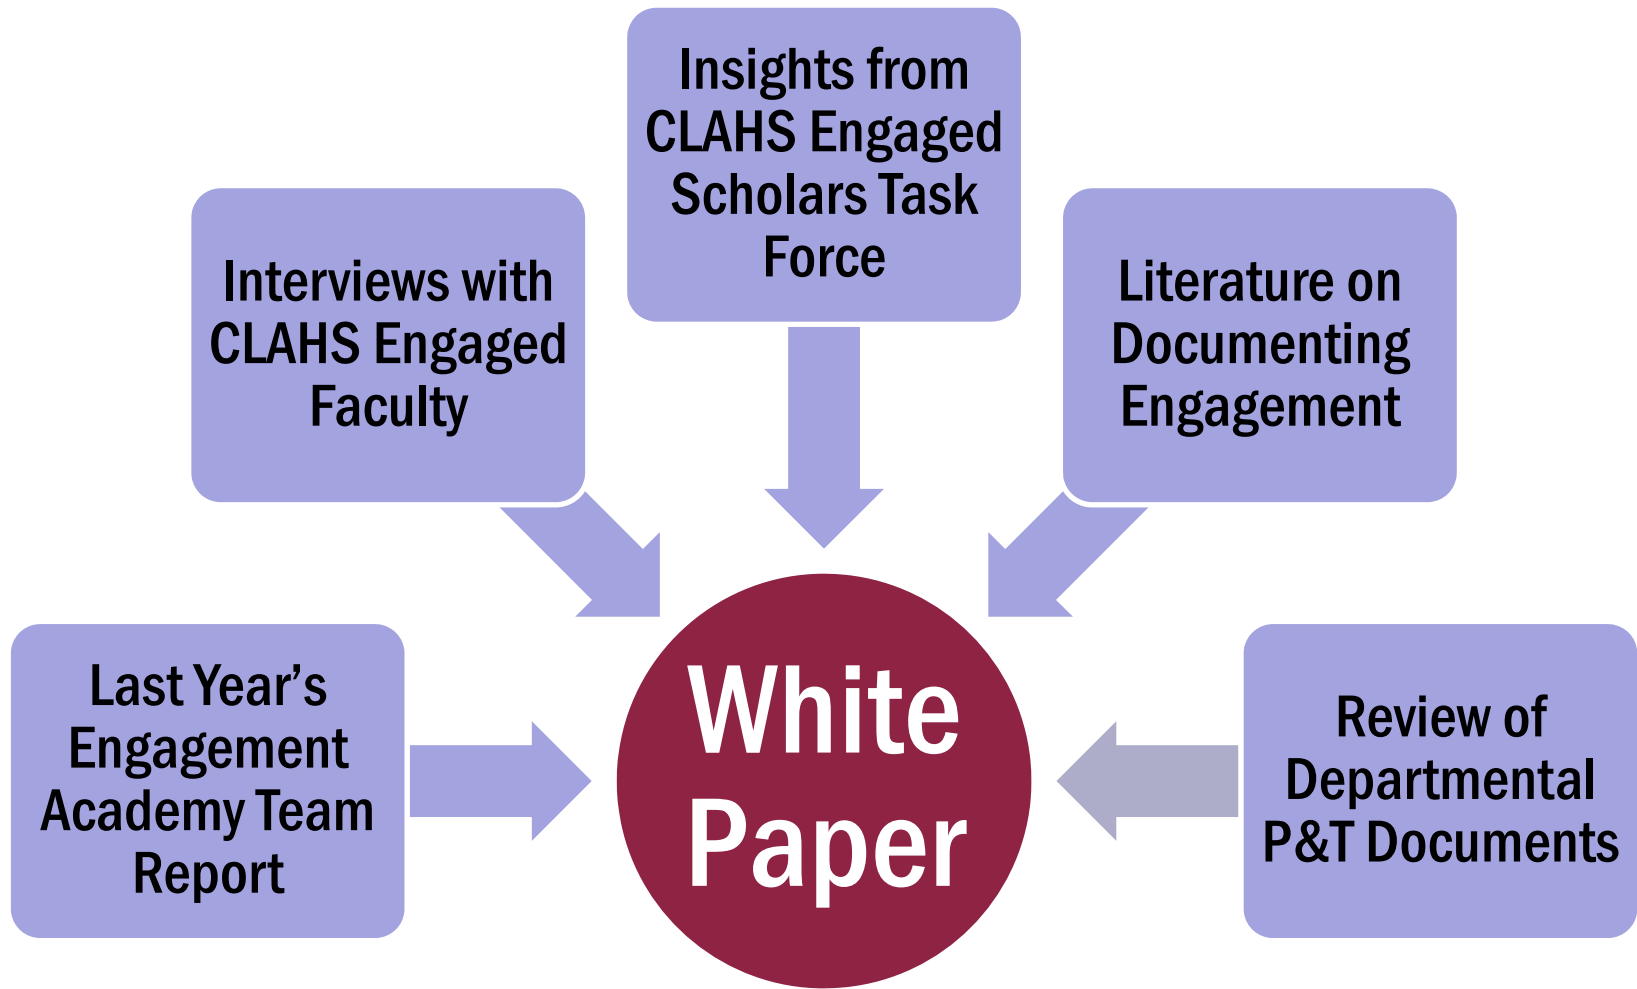 Insights from
CLAHS Engaged
Scholars Task
Force
Interviews with
CLAHS Engaged
Faculty
Literature on
Documenting
Engagement
Last Year’s
Engagement
Academy Team
Report
White
Paper
Review of
Departmental
P&T Documents